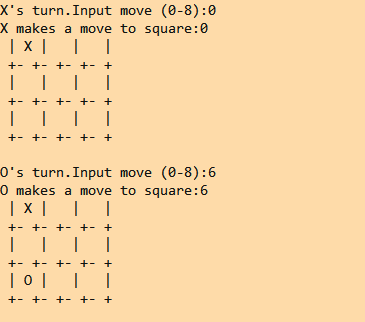 X's turn.Input move (0-8):0
X makes a move to square:0
 | X |   |   |
 +- +- +- +- +
 |   |   |   |
 +- +- +- +- +
 |   |   |   |
 +- +- +- +- +

O's turn.Input move (0-8):6
O makes a move to square:6
 | X |   |   |
 +- +- +- +- +
 |   |   |   |
 +- +- +- +- +
 | O |   |   |
 +- +- +- +- +